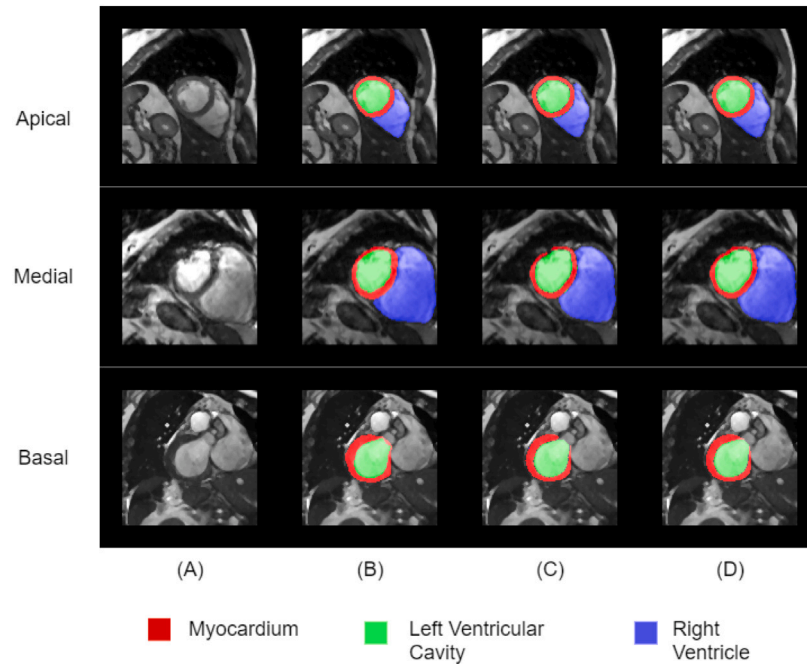 Apical
Medial
Basal
(A) (B) (C) (D)
Myocardium
Left Ventricular
Cavity
Right
Ventricle